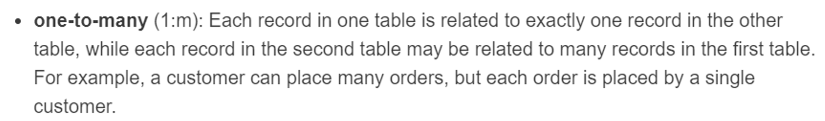 • one-to-many (1:m): Each record in one table is related to exactly one record in the other
table, while each record in the second table may be related to many records in the first table.
For example, a customer can place many orders, but each order is placed by a single
customer.